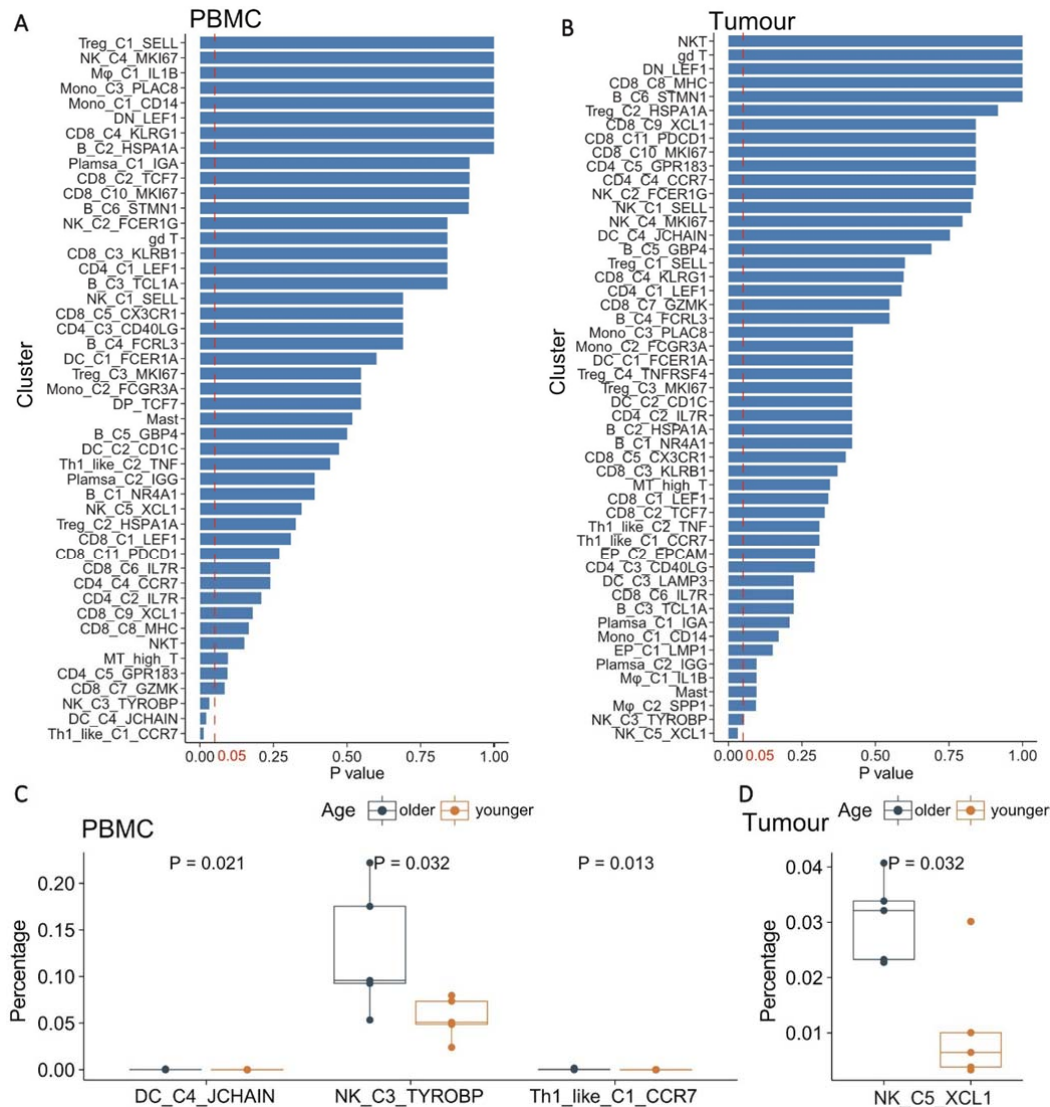 A
PBMC
Treg_C1_SELL
NK_C4_MKI67
Mφ_C1_IL1B
Mono_C3_PLAC8
Mono_C1_CD14
DN_LEF1
CD8_C4_KLRG1
B_C2_HSPA1A
Plamsa_C1_IGA
CD8_C2_TCF7
CD8_C10_MKI67
B_C6_STMN1
NK_C2_FCER1G
gd T
CD8_C3_KLRB1
CD4_C1_LEF1
B_C3_TCL1A
NK_C1_SELL
CD8_C5_CX3CR1
CD4_C3_CD40LG
B_C4_FCRL3
DC_C1_FCER1A
Treg_C3_MKI67
Mono_C2_FCGR3A
DP_TCF7
Mast
B_C5_GBP4
DC_C2_CD1C
Th1_like_C2_TNF
Plamsa_C2_IGG
B_C1_NR4A1
NK_C5_XCL1
Treg_C2_HSPA1A
CD8_C1_LEF1
CD8_C11_PDCD1
CD8_C6_IL7R
CD4_C4_CCR7
CD4_C2_IL7R
CD8_C9_XCL1
CD8_C8_MHC
NKT
MT_high_T
CD4_C5_GPR183
CD8_C7_GZMK
NK_C3_TYROBP
DC_C4_JCHAIN
Th1_like_C1_CCR7
Cluster
0.00 0.05 0.25 0.50 0.75 1.00
P value
B
Tumour
NKT
gd T
DN_LEF1
CD8_C8_MHC
B_C6_STMN1
Treg_C2_HSPA1A
CD8_C9_XCL1
CD8_C11_PDCD1
CD8_C10_MKI67
CD4_C5_GPR183
CD4_C4_CCR7
NK_C2_FCER1G
NK_C1_SELL
NK_C4_MKI67
DC_C4_JCHAIN
B_C5_GBP4
Treg_C1_SELL
CD8_C4_KLRG1
CD4_C1_LEF1
CD8_C7_GZMK
B_C4_FCRL3
Mono_C3_PLAC8
Mono_C2_FCGR3A
DC_C1_FCER1A
Treg_C4_TNFRSF4
Treg_C3_MKI67
DC_C2_CD1C
CD4_C2_IL7R
B_C2_HSPA1A
B_C1_NR4A1
CD8_C5_CX3CR1
CD8_C3_KLRB1
MT_high_T
CD8_C1_LEF1
CD8_C2_TCF7
Th1_like_C2_TNF
Th1_like_C1_CCR7
EP_C2_EPCAM
CD4_C3_CD40LG
DC_C3_LAMP3
CD8_C6_IL7R
B_C3_TCL1A
Plamsa_C1_IGA
Mono_C1_CD14
EP_C1_LMP1
Plamsa_C2_IGG
Mφ_C1_IL1B
Mast
Mφ_C2_SPP1
NK_C3_TYROBP
NK_C5_XCL1
Cluster
0.00 0.05 0.25 0.50 0.75 1.00
P value
C
PBMC
Age older younger
P = 0.021 P = 0.032 P = 0.013
0.20
0.15
0.10
0.05
0.00
Percentage
DC_C4_JCHAIN NK_C3_TYROBP Th1_like_C1_CCR7
D
Tumour
Age older younger
P = 0.032
0.04
0.03
0.02
0.01
Percentage
NK_C5_XCL1